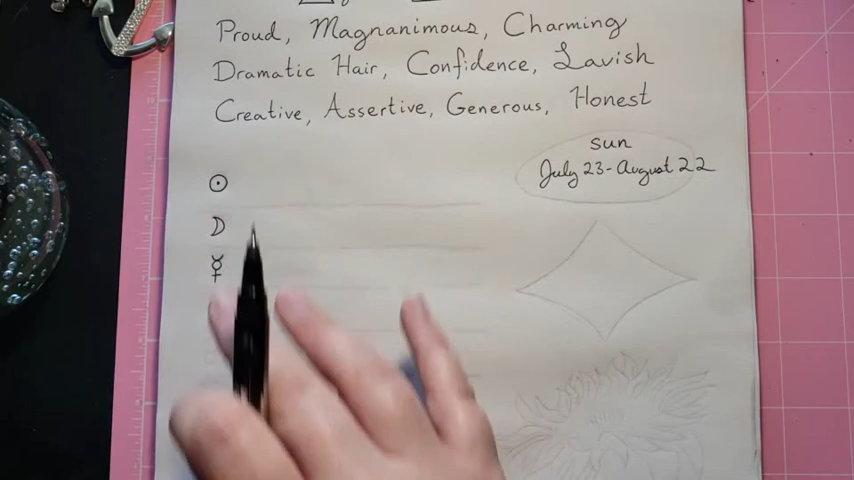 Proud, Magnanimous, Charming
Dramatic Hair, Confidence, Lavish
Creative, Assertive, Generous, Honest
sun
July 23-August 22
☉
☽
☿